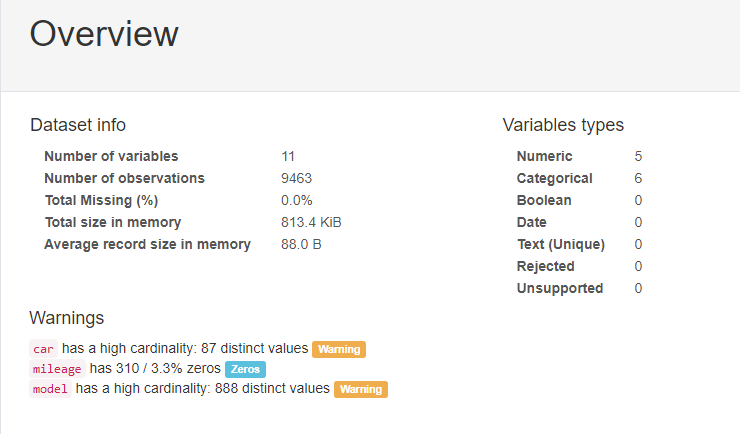 Overview
Dataset info
Number of variables 11
Number of observations 9463
Total Missing (%) 0.0%
Total size in memory 813.4 KiB
Average record size in memory 88.0 B
Variables types
Numeric 5
Categorical 6
Boolean 0
Date 0
Text (Unique) 0
Rejected 0
Unsupported 0
Warnings
car has a high cardinality: 87 distinct values Warning
mileage has 310 / 3.3% zeros Zeros
model has a high cardinality: 888 distinct values Warning